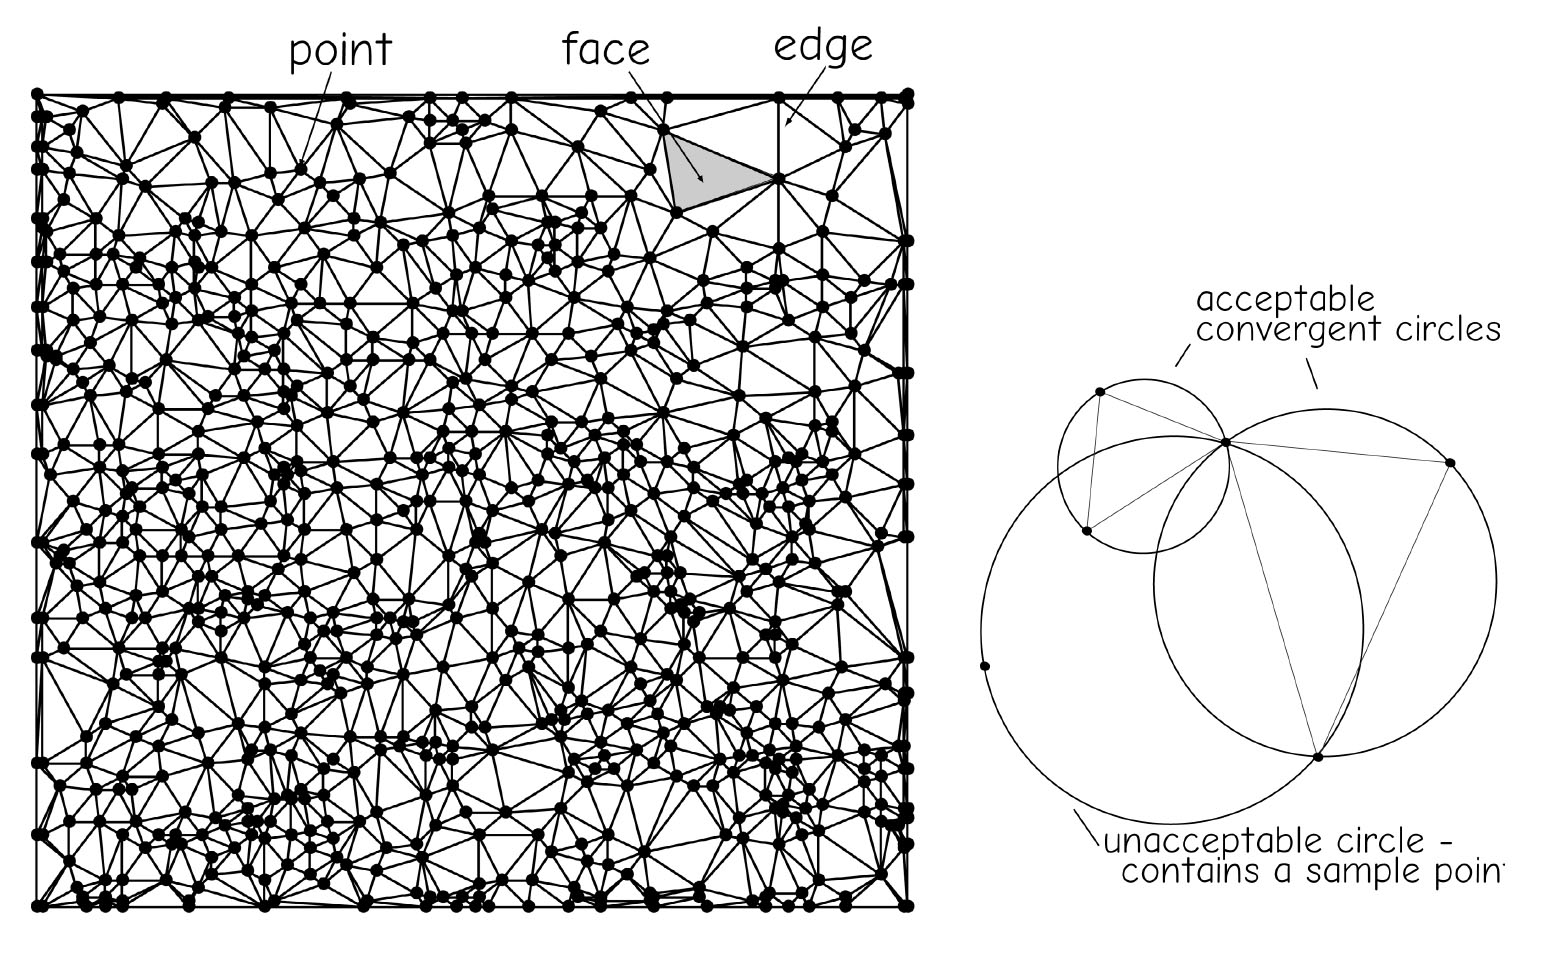 point
face
edge
acceptable
convergent circles
unacceptable circle -
contains a sample poin